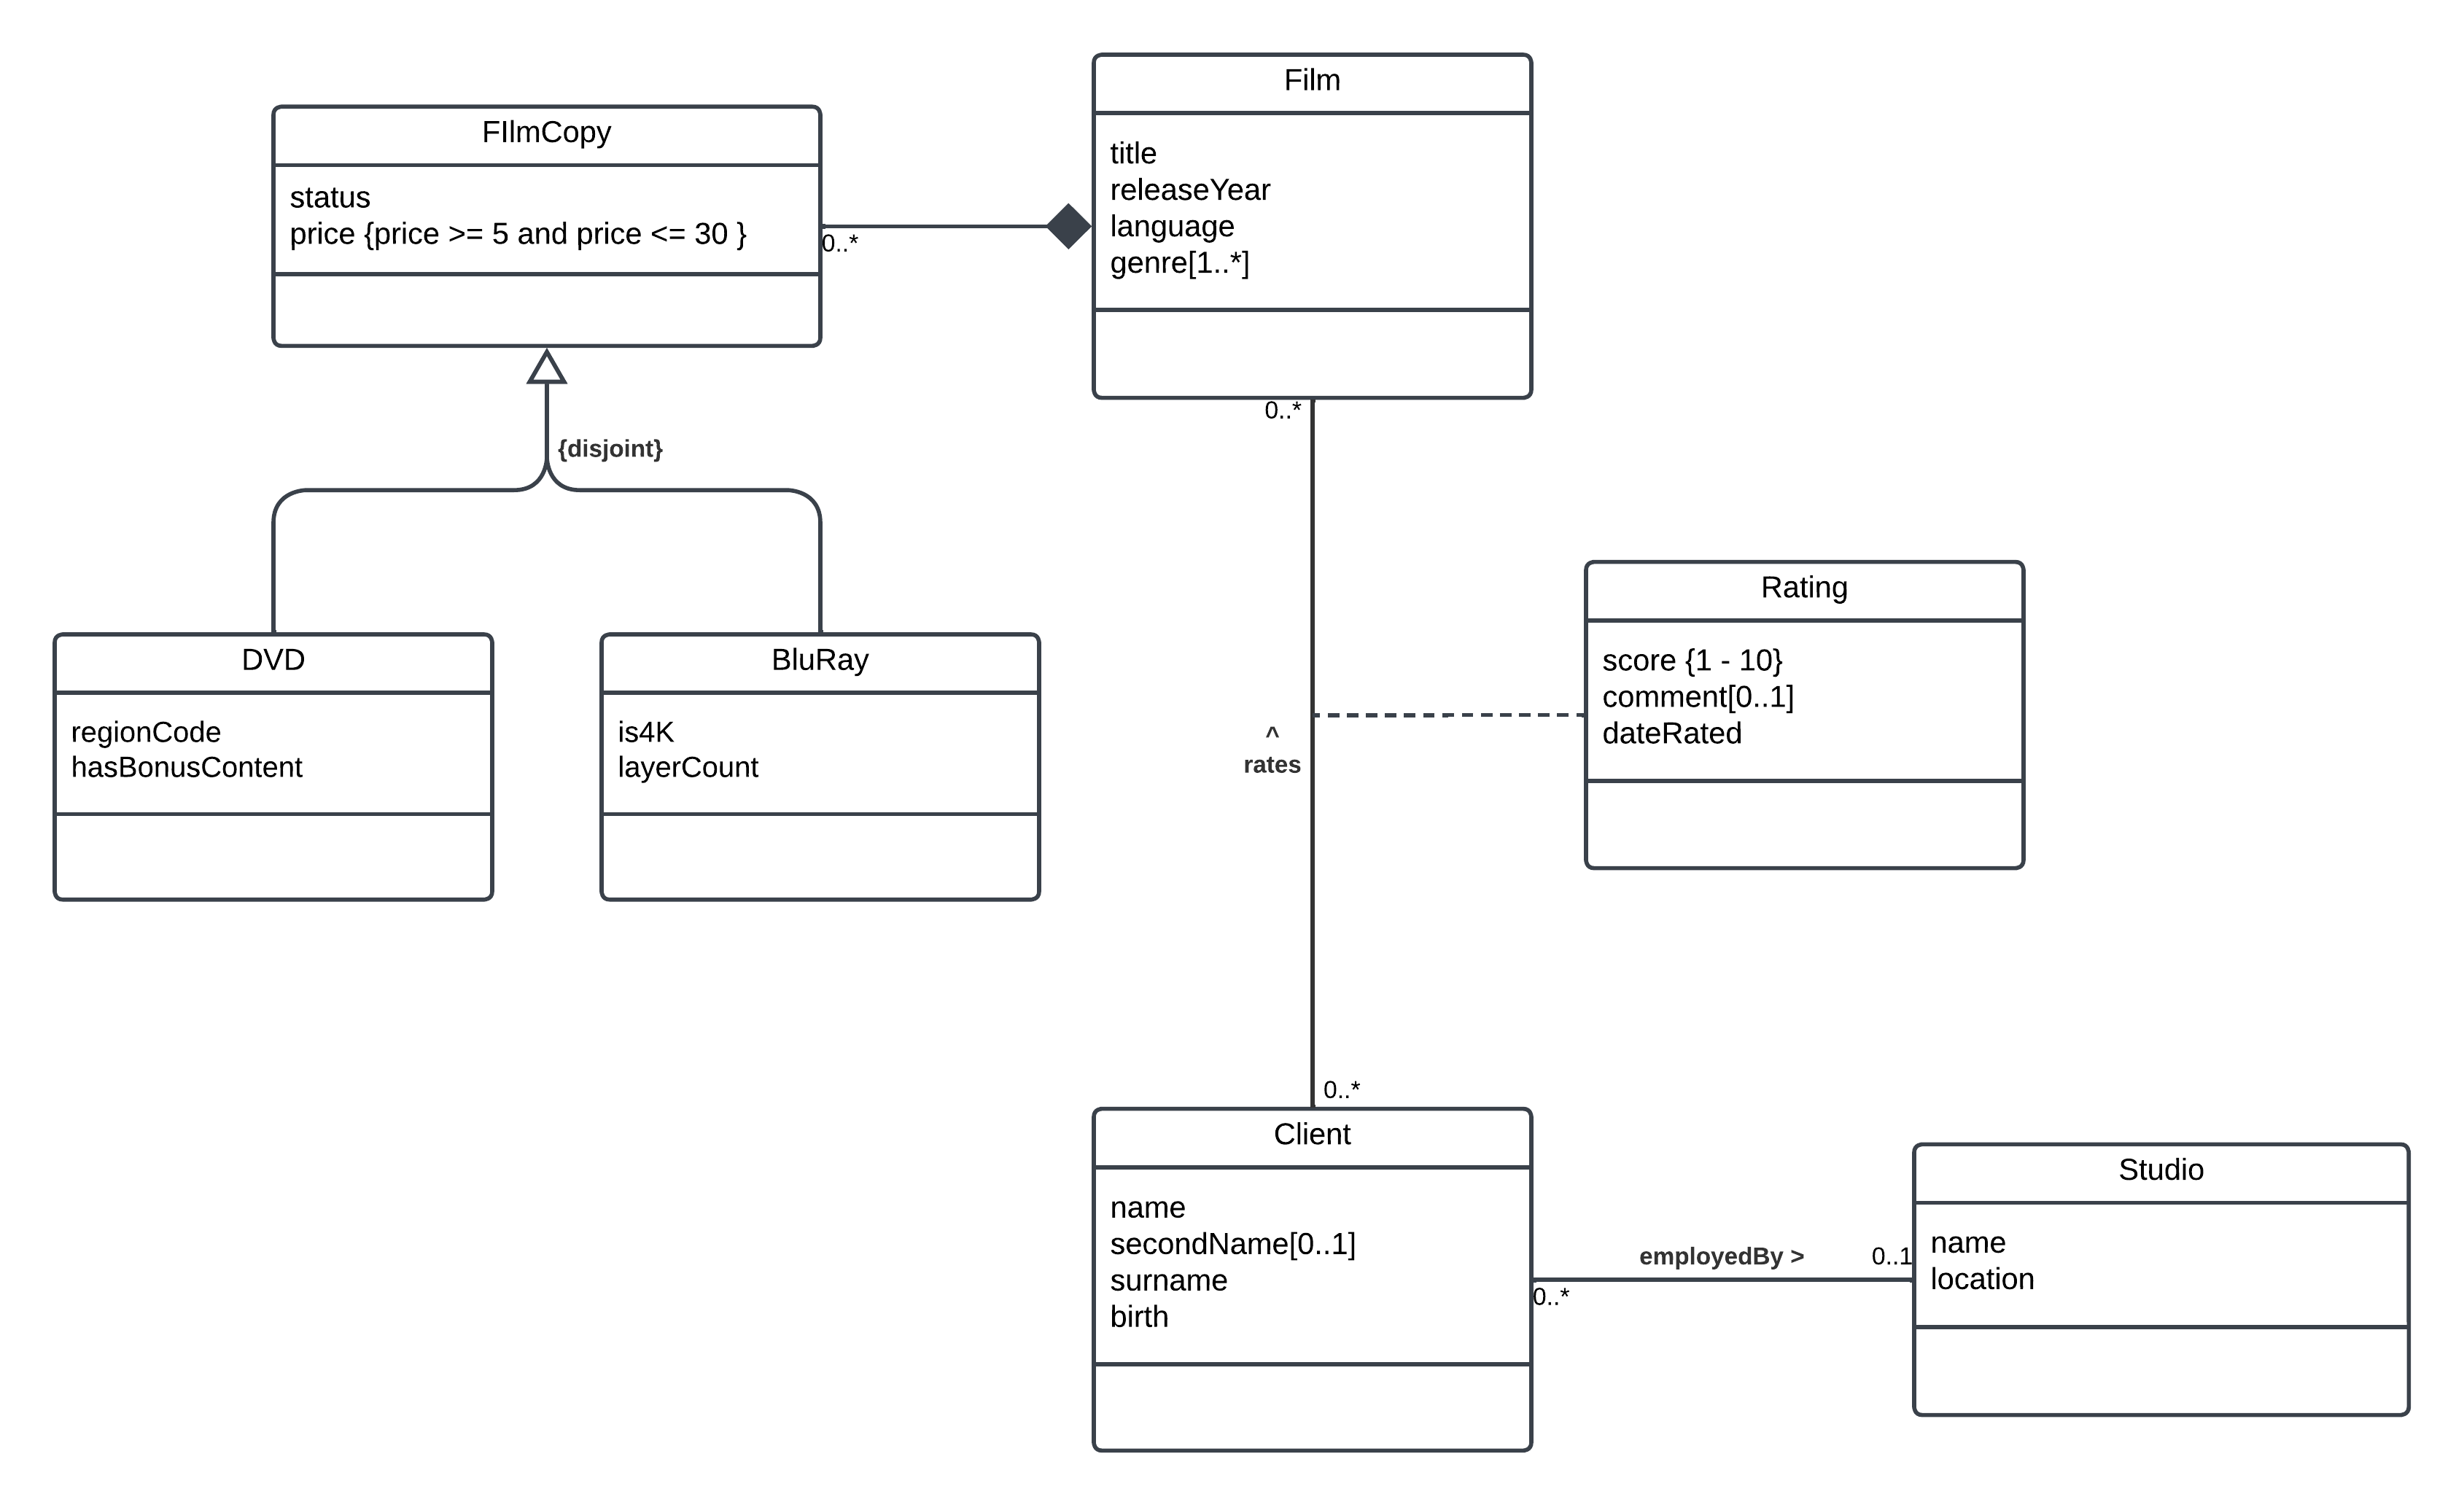 Film
title
releaseYear
language
genre[1..*]
FIlmCopy
status
price {price >= 5 and price <= 30 }
0..*
0..*
{disjoint}
DVD
regionCode
hasBonusContent
BluRay
is4K
layerCount
Rating
score {1 - 10}
comment[0..1]
dateRated
^
rates
0..*
Client
name
secondName[0..1]
surname
birth
employedBy >
0..1
0..*
Studio
name
location